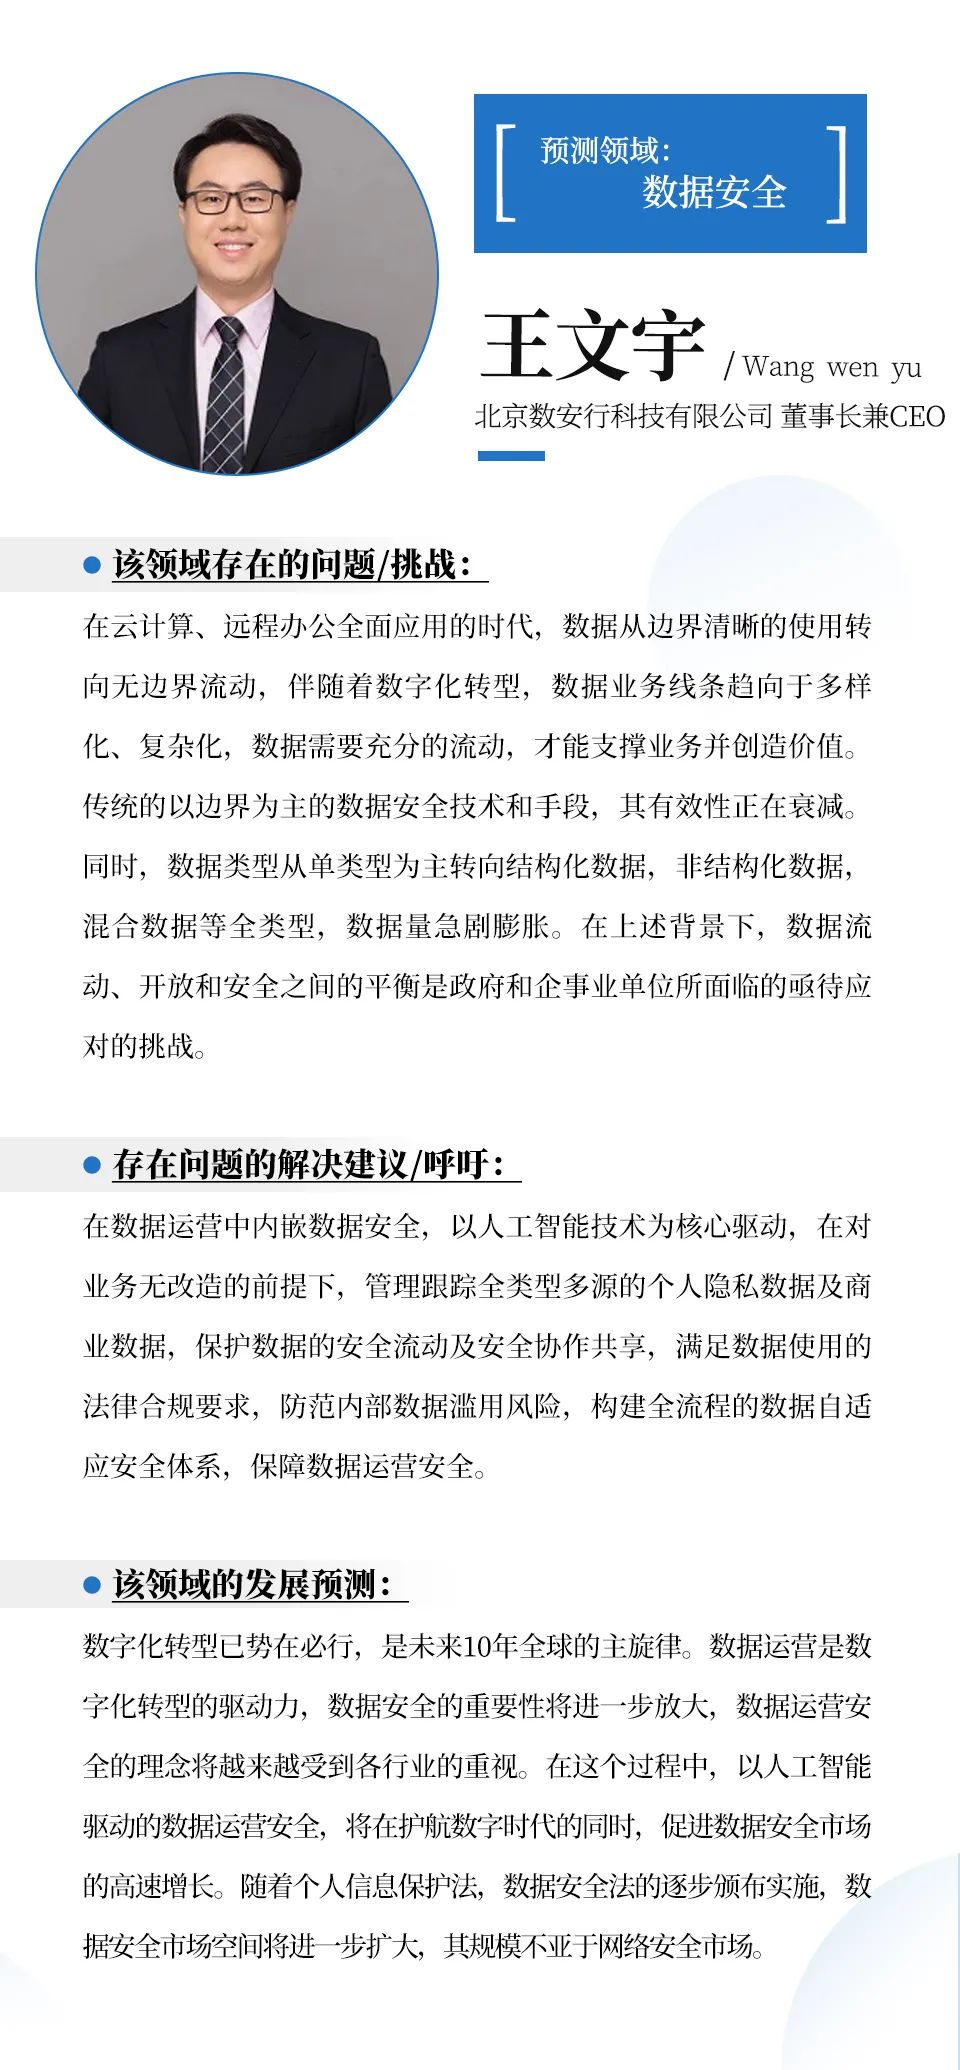 预测领域：
数据安全
王文宇 / Wang wen yu
北京数安行科技有限公司 董事长兼CEO
该领域存在的问题/挑战：
在云计算、远程办公全面应用的时代，数据从边界清晰的使用转
向无边界流动，伴随着数字化转型，数据业务线条趋向于多样
化、复杂化，数据需要充分的流动，才能支撑业务并创造价值。
传统的以边界为主的数据安全技术和手段，其有效性正在衰减。
同时，数据类型从单类型为主转向结构化数据，非结构化数据，
混合数据等全类型，数据量急剧膨胀。在上述背景下，数据流
动、开放和安全之间的平衡是政府和企事业单位所面临的亟待应
对的挑战。
存在问题的解决建议/呼吁：
在数据运营中内嵌数据安全，以人工智能技术为核心驱动，在对
业务无改造的前提下，管理跟踪全类型多源的个人隐私数据及商
业数据，保护数据的安全流动及安全协作共享，满足数据使用的
法律合规要求，防范内部数据滥用风险，构建全流程的数据自适
应安全体系，保障数据运营安全。
该领域的发展预测：
数字化转型已势在必行，是未来10年全球的主旋律。数据运营是数
字化转型的驱动力，数据安全的重要性将进一步放大，数据运营安
全的理念将越来越受到各行业的重视。在这个过程中，以人工智能
驱动的数据运营安全，将在护航数字时代的同时，促进数据安全市场
的高速增长。随着个人信息保护法，数据安全法的逐步颁布实施，数
据安全市场空间将进一步扩大，其规模不亚于网络安全市场。